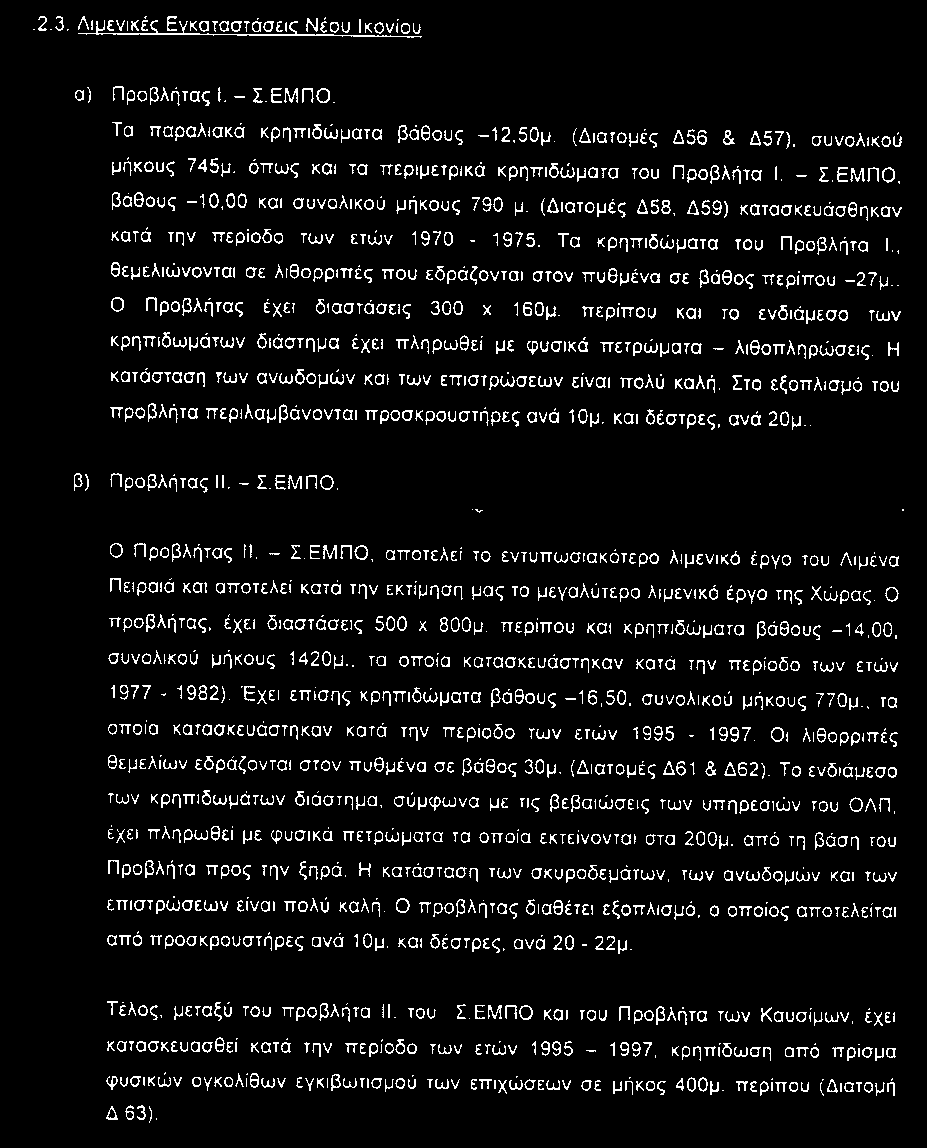 .2.3. Λιμενικές Εγκαταστάσεις Νέου Ικονίου
α) Προβλήτας Ι. – Σ.ΕΜΠΟ.
Τα παραλιακά κρηπιδώματα βάθους –12,50μ. (Διατομές Δ56 & Δ57), συνολικού
μήκους 745μ. όπως και τα περιμετρικά κρηπιδώματα του Προβλήτα Ι. – Σ.ΕΜΠΟ,
βάθους –10,00 και συνολικού μήκους 790 μ. (Διατομές Δ58, Δ59) κατασκευάσθηκαν
κατά την περίοδο των ετών 1970 - 1975. Τα κρηπιδώματα του Προβλήτα Ι.,
θεμελιώνονται σε λιθορριπές που εδράζονται στον πυθμένα σε βάθος περίπου –27μ..
Ο Προβλήτας έχει διαστάσεις 300 x 160μ. περίπου και το ενδιάμεσο των
κρηπιδωμάτων διάστημα έχει πληρωθεί με φυσικά πετρώματα – λιθοπληρώσεις. Η
κατάσταση των ανωδομών και των επιστρώσεων είναι πολύ καλή. Στο εξοπλισμό του
προβλήτα περιλαμβάνονται προσκρουστήρες ανά 10μ. και δέστρες, ανά 20μ..
β) Προβλήτας ΙΙ. – Σ.ΕΜΠΟ.
Ο Προβλήτας ΙΙ. – Σ.ΕΜΠΟ, αποτελεί το εντυπωσιακότερο λιμενικό έργο του Λιμένα
Πειραιά και αποτελεί κατά την εκτίμηση μας το μεγαλύτερο λιμενικό έργο της Χώρας. Ο
προβλήτας, έχει διαστάσεις 500 x 800μ. περίπου και κρηπιδώματα βάθους –14,00,
συνολικού μήκους 1420μ., τα οποία κατασκευάστηκαν κατά την περίοδο των ετών
1977 - 1982). Έχει επίσης κρηπιδώματα βάθους –16,50, συνολικού μήκους 770μ., τα
οποία κατασκευάστηκαν κατά την περίοδο των ετών 1995 - 1997. Οι λιθορριπές
θεμελίων εδράζονται στον πυθμένα σε βάθος 30μ. (Διατομές Δ61 & Δ62). Το ενδιάμεσο
των κρηπιδωμάτων διάστημα, σύμφωνα με τις βεβαιώσεις των υπηρεσιών του ΟΛΠ,
έχει πληρωθεί με φυσικά πετρώματα τα οποία εκτείνονται στα 200μ. από τη βάση του
Προβλήτα προς την ξηρά. Η κατάσταση των σκυροδεμάτων, των ανωδομών και των
επιστρώσεων είναι πολύ καλή. Ο προβλήτας διαθέτει εξοπλισμό, ο οποίος αποτελείται
από προσκρουστήρες ανά 10μ. και δέστρες, ανά 20 - 22μ.
Τέλος, μεταξύ του προβλήτα ΙΙ. του Σ.ΕΜΠΟ και του Προβλήτα των Καυσίμων, έχει
κατασκευασθεί κατά την περίοδο των ετών 1995 – 1997, κρηπίδωση από πρίσμα
φυσικών ογκολίθων εγκιβωτισμού των επιχώσεων σε μήκος 400μ. περίπου (Διατομή
Δ 63).